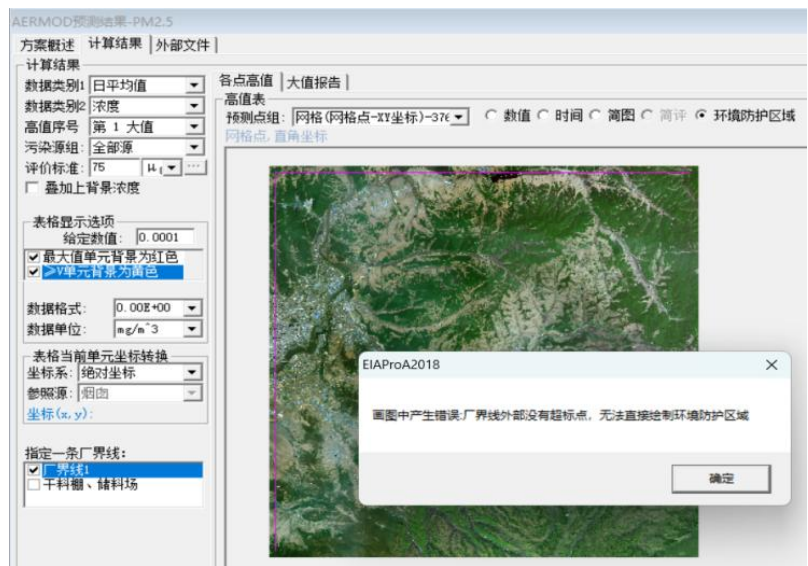 AERMOD预测结果-PM2.5
方案概述 计算结果 外部文件
计算结果
数据类别1 日平均值
数据类别2 浓度
高值序号 第 1 大值
污染源组: 全部源
评价标准: 75 μ( ...
叠加上背景浓度
表格显示选项
给定数值: 0.0001
最大值单元背景为红色
≥V单元背景为黄色
数据格式: 0.00E+00
数据单位: mg/m^3
表格当前单元坐标转换
坐标系: 绝对坐标
参照源: 烟囱
坐标(x,y):
指定一条厂界线:
厂界线1
干料棚、储料场
各点高值 大值报告
高值表
预测点组: 网格(网格点-XY坐标)-376 数值 时间 简图 简评 环境防护区域
网格点,直角坐标
EIAProA2018
画图中产生错误:厂界线外部没有超标点，无法直接绘制环境防护区域
确定